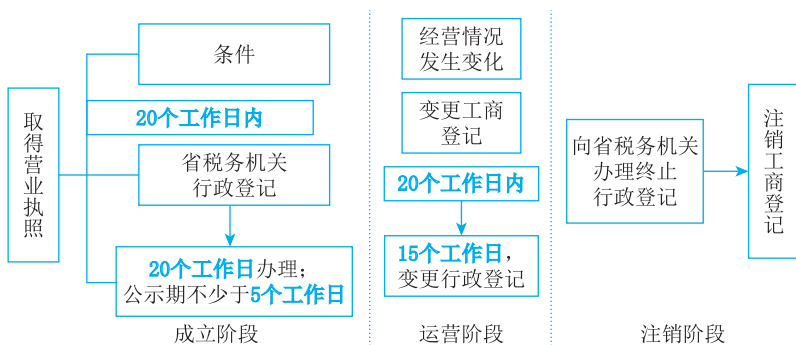 取得营业执照
条件
20个工作日内
省税务机关
行政登记
20个工作日办理；
公示期不少于5个工作日
成立阶段
经营情况
发生变化
变更工商
登记
20个工作日内
15个工作日，
变更行政登记
运营阶段
向省税务机关
办理终止
行政登记
注销工商登记
注销阶段